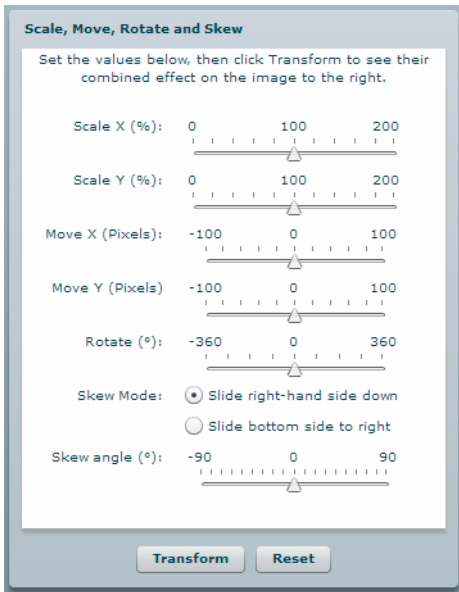 Scale, Move, Rotate and Skew
Set the values below, then click Transform to see their
combined effect on the image to the right.
Scale X (%): 0 100 200
Scale Y (%): 0 100 200
Move X (Pixels): -100 0 100
Move Y (Pixels) -100 0 100
Rotate (°): -360 0 360
Skew Mode: Slide right-hand side down
Slide bottom side to right
Skew angle (°): -90 0 90
Transform Reset